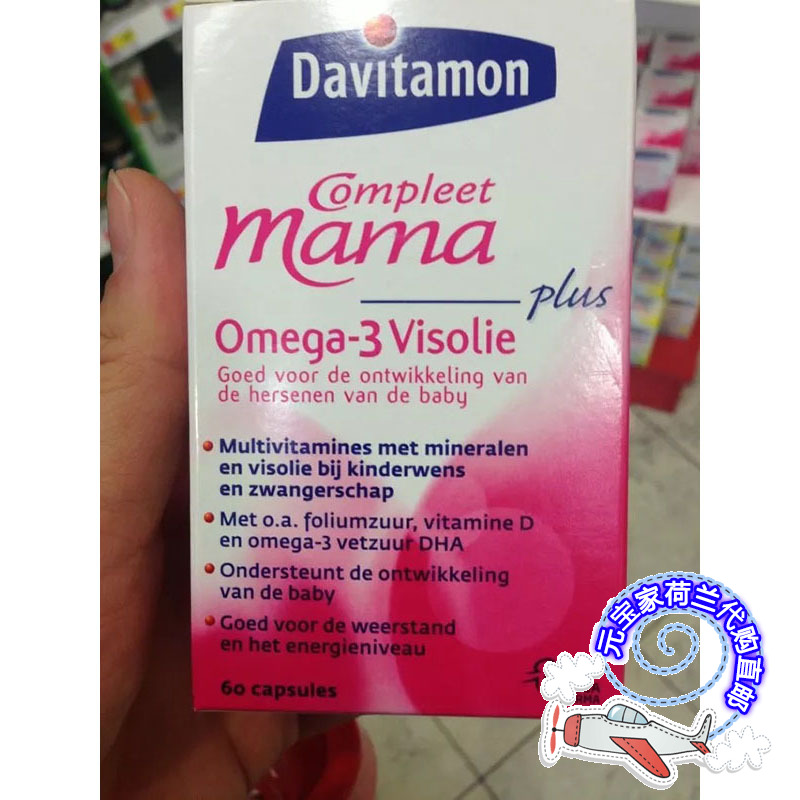 Davitamon
Compleet
mama
plus
Omega-3 Visolie
Goed voor de ontwikkeling van
de hersenen van de baby
Multivitamines met mineralen
en visolie bij kinderwens
en zwangerschap
Met o.a. foliumzuur, vitamine D
en omega-3 vetzuur DHA
Ondersteunt de ontwikkeling
van de baby
Goed voor de weerstand
en het energieniveau
60 capsules
元宝家荷兰代购直邮